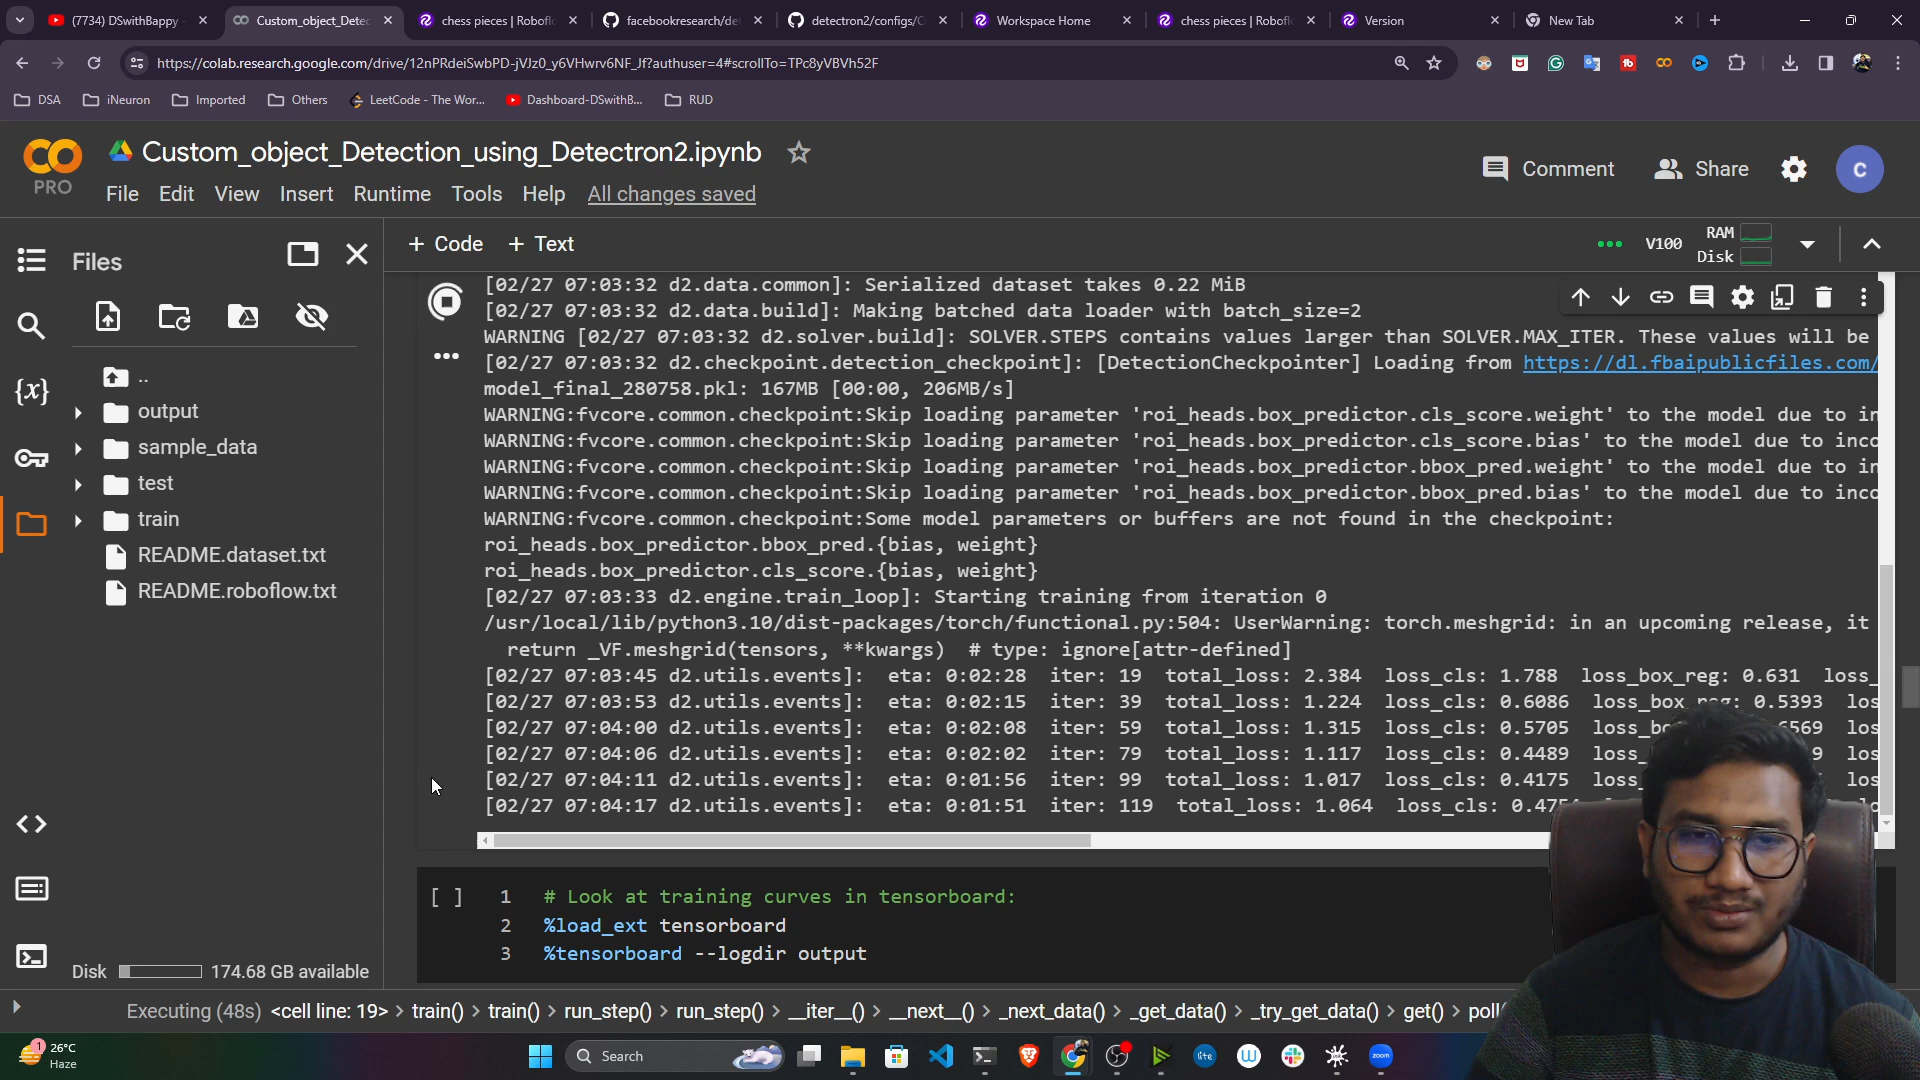 (7734) DSwithBappy -
Custom_object_Detec
chess pieces | Roboflo
facebookresearch/det
detectron2/configs/C
Workspace Home
chess pieces | Roboflo
Version
New Tab
https://colab.research.google.com/drive/12nPRdeiSwbPD-jVJz0_y6VHwrv6NF_Jf?authuser=4#scrollTo=TPc8yVBVh52F
DSA
iNeuron
Imported
Others
LeetCode - The Wor...
Dashboard-DSwithB...
RUD
PRO
Custom_object_Detection_using_Detectron2.ipynb
File Edit View Insert Runtime Tools Help All changes saved
Comment
Share
C
Files
+ Code + Text
V100
RAM
Disk
..
output
sample_data
test
train
README.dataset.txt
README.roboflow.txt
Disk 174.68 GB available
[02/27 07:03:32 d2.data.common]: Serialized dataset takes 0.22 MiB
[02/27 07:03:32 d2.data.build]: Making batched data loader with batch_size=2
WARNING [02/27 07:03:32 d2.solver.build]: SOLVER.STEPS contains values larger than SOLVER.MAX_ITER. These values will be
[02/27 07:03:32 d2.checkpoint.detection_checkpoint]: [DetectionCheckpointer] Loading from https://dl.fbaipublicfiles.com/
model_final_280758.pkl: 167MB [00:00, 206MB/s]
WARNING:fvcore.common.checkpoint:Skip loading parameter 'roi_heads.box_predictor.cls_score.weight' to the model due to in
WARNING:fvcore.common.checkpoint:Skip loading parameter 'roi_heads.box_predictor.cls_score.bias' to the model due to inco
WARNING:fvcore.common.checkpoint:Skip loading parameter 'roi_heads.box_predictor.bbox_pred.weight' to the model due to in
WARNING:fvcore.common.checkpoint:Skip loading parameter 'roi_heads.box_predictor.bbox_pred.bias' to the model due to inco
WARNING:fvcore.common.checkpoint:Some model parameters or buffers are not found in the checkpoint:
roi_heads.box_predictor.bbox_pred.{bias, weight}
roi_heads.box_predictor.cls_score.{bias, weight}
[02/27 07:03:33 d2.engine.train_loop]: Starting training from iteration 0
/usr/local/lib/python3.10/dist-packages/torch/functional.py:504: UserWarning: torch.meshgrid: in an upcoming release, it
return _VF.meshgrid(tensors, **kwargs) # type: ignore[attr-defined]
[02/27 07:03:45 d2.utils.events]: eta: 0:02:28 iter: 19 total_loss: 2.384 loss_cls: 1.788 loss_box_reg: 0.631 loss_
[02/27 07:03:53 d2.utils.events]: eta: 0:02:15 iter: 39 total_loss: 1.224 loss_cls: 0.6086 loss_box_reg: 0.5393 los
[02/27 07:04:00 d2.utils.events]: eta: 0:02:08 iter: 59 total_loss: 1.315 loss_cls: 0.5705 loss_bo 6569 los
[02/27 07:04:06 d2.utils.events]: eta: 0:02:02 iter: 79 total_loss: 1.117 loss_cls: 0.4489 loss_ 9 los
[02/27 07:04:11 d2.utils.events]: eta: 0:01:56 iter: 99 total_loss: 1.017 loss_cls: 0.4175 loss_ los
[02/27 07:04:17 d2.utils.events]: eta: 0:01:51 iter: 119 total_loss: 1.064 loss_cls: 0.475 lo
[ ] 1 # Look at training curves in tensorboard:
2 %load_ext tensorboard
3 %tensorboard --logdir output
Executing (48s) <cell line: 19> > train() > train() > run_step() > run_step() > __iter__() > __next__() > _next_data() > _get_data() > _try_get_data() > get() > poll(
1
26°C
Haze
Search
lite
zoom